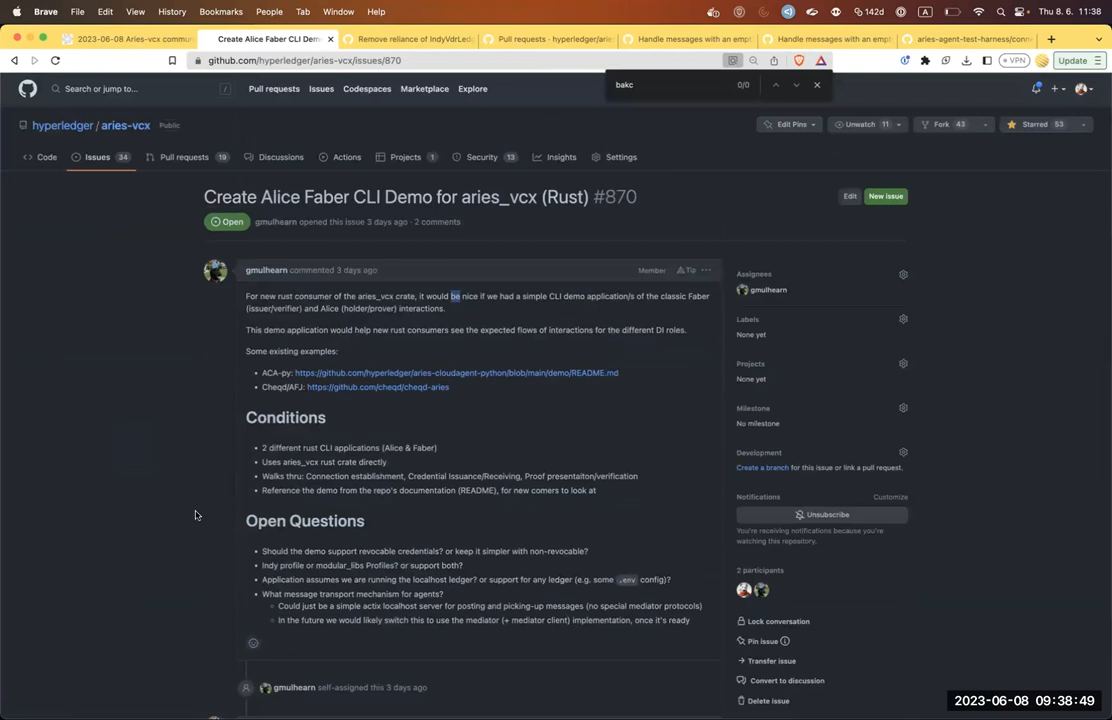 Brave File Edit View History Bookmarks People Tab Window Help 142d A Thu 8. 6. 11:38
2023-06-08 Aries-vcx commun
Create Alice Faber CLI Dem
Remove reliance of IndyVdrLedg
Pull requests - hyperledger/arie
Handle messages with an empt
Handle messages with an empt
aries-agent-test-harness/conne
github.com/hyperledger/aries-vcx/issues/870
VPN
Update
bakc 0/0
Search or jump to... /
Pull requests Issues Codespaces Marketplace Explore
hyperledger / aries-vcx Public
Edit Pins Unwatch 11 Fork 43 Starred 53
Code Issues 34 Pull requests 19 Discussions Actions Projects 1 Security 13 Insights Settings
Create Alice Faber CLI Demo for aries_vcx (Rust) #870
Edit New issue
Open gmulhearn opened this issue 3 days ago · 2 comments
gmulhearn commented 3 days ago Member Tip ...
For new rust consumer of the aries_vcx crate, it would be nice if we had a simple CLI demo application/s of the classic Faber
(issuer/verifier) and Alice (holder/prover) interactions.
This demo application would help new rust consumers see the expected flows of interactions for the different DI roles.
Some existing examples:
• ACA-py: https://github.com/hyperledger/aries-cloudagent-python/blob/main/demo/README.md
• Cheqd/AFJ: https://github.com/cheqd/cheqd-aries
Conditions
• 2 different rust CLI applications (Alice & Faber)
• Uses aries_vcx rust crate directly
• Walks thru: Connection establishment, Credential Issuance/Receiving, Proof presentaiton/verification
• Reference the demo from the repo's documentation (README), for new comers to look at
Open Questions
• Should the demo support revocable credentials? or keep it simpler with non-revocable?
• Indy profile or modular_libs Profiles? or support both?
• Application assumes we are running the localhost ledger? or support for any ledger (e.g. some .env config)?
• What message transport mechanism for agents?
Could just be a simple actix localhost server for posting and picking-up messages (no special mediator protocols)
In the future we would likely switch this to use the mediator (+ mediator client) implementation, once it's ready
gmulhearn self-assigned this 3 days ago
Assignees
gmulhearn
Labels
None yet
Projects
None yet
Milestone
No milestone
Development
Create a branch for this issue or link a pull request.
Notifications Customize
Unsubscribe
You're receiving notifications because you're
watching this repository.
2 participants
Lock conversation
Pin issue
Transfer issue
Convert to discussion
Delete issue
2023-06-08 09:38:49